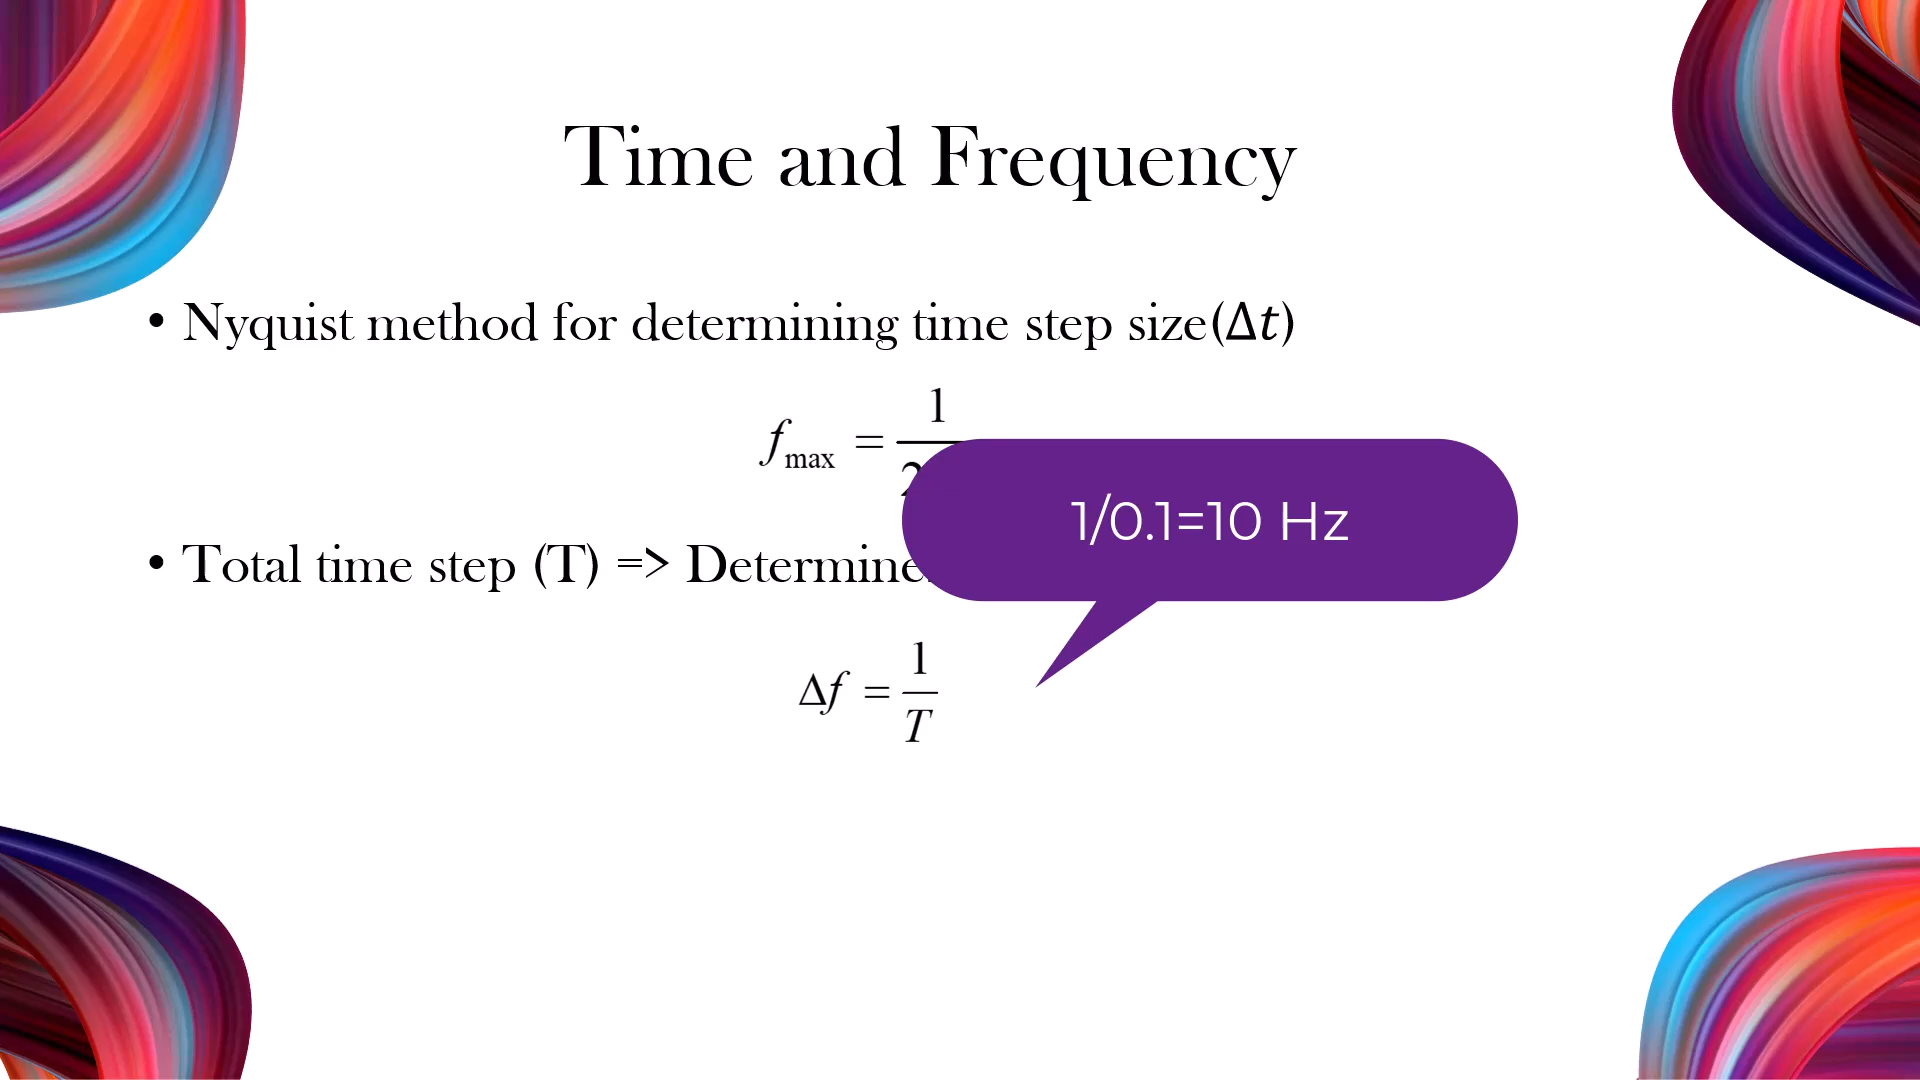 Time and Frequency
• Nyquist method for determining time step size(Δt)
f_max = 1/2
1/0.1=10 Hz
• Total time step (T) => Determine
Δf = 1/T